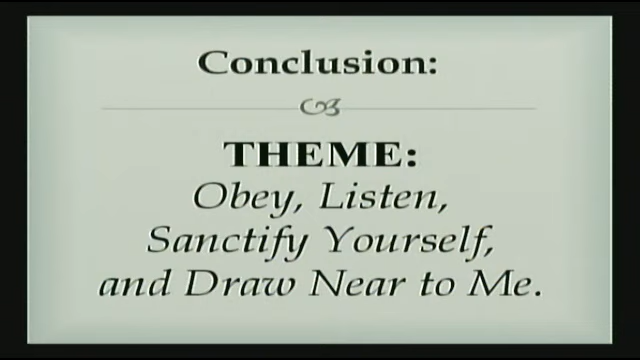 Conclusion:
THEME:
Obey, Listen,
Sanctify Yourself,
and Draw Near to Me.